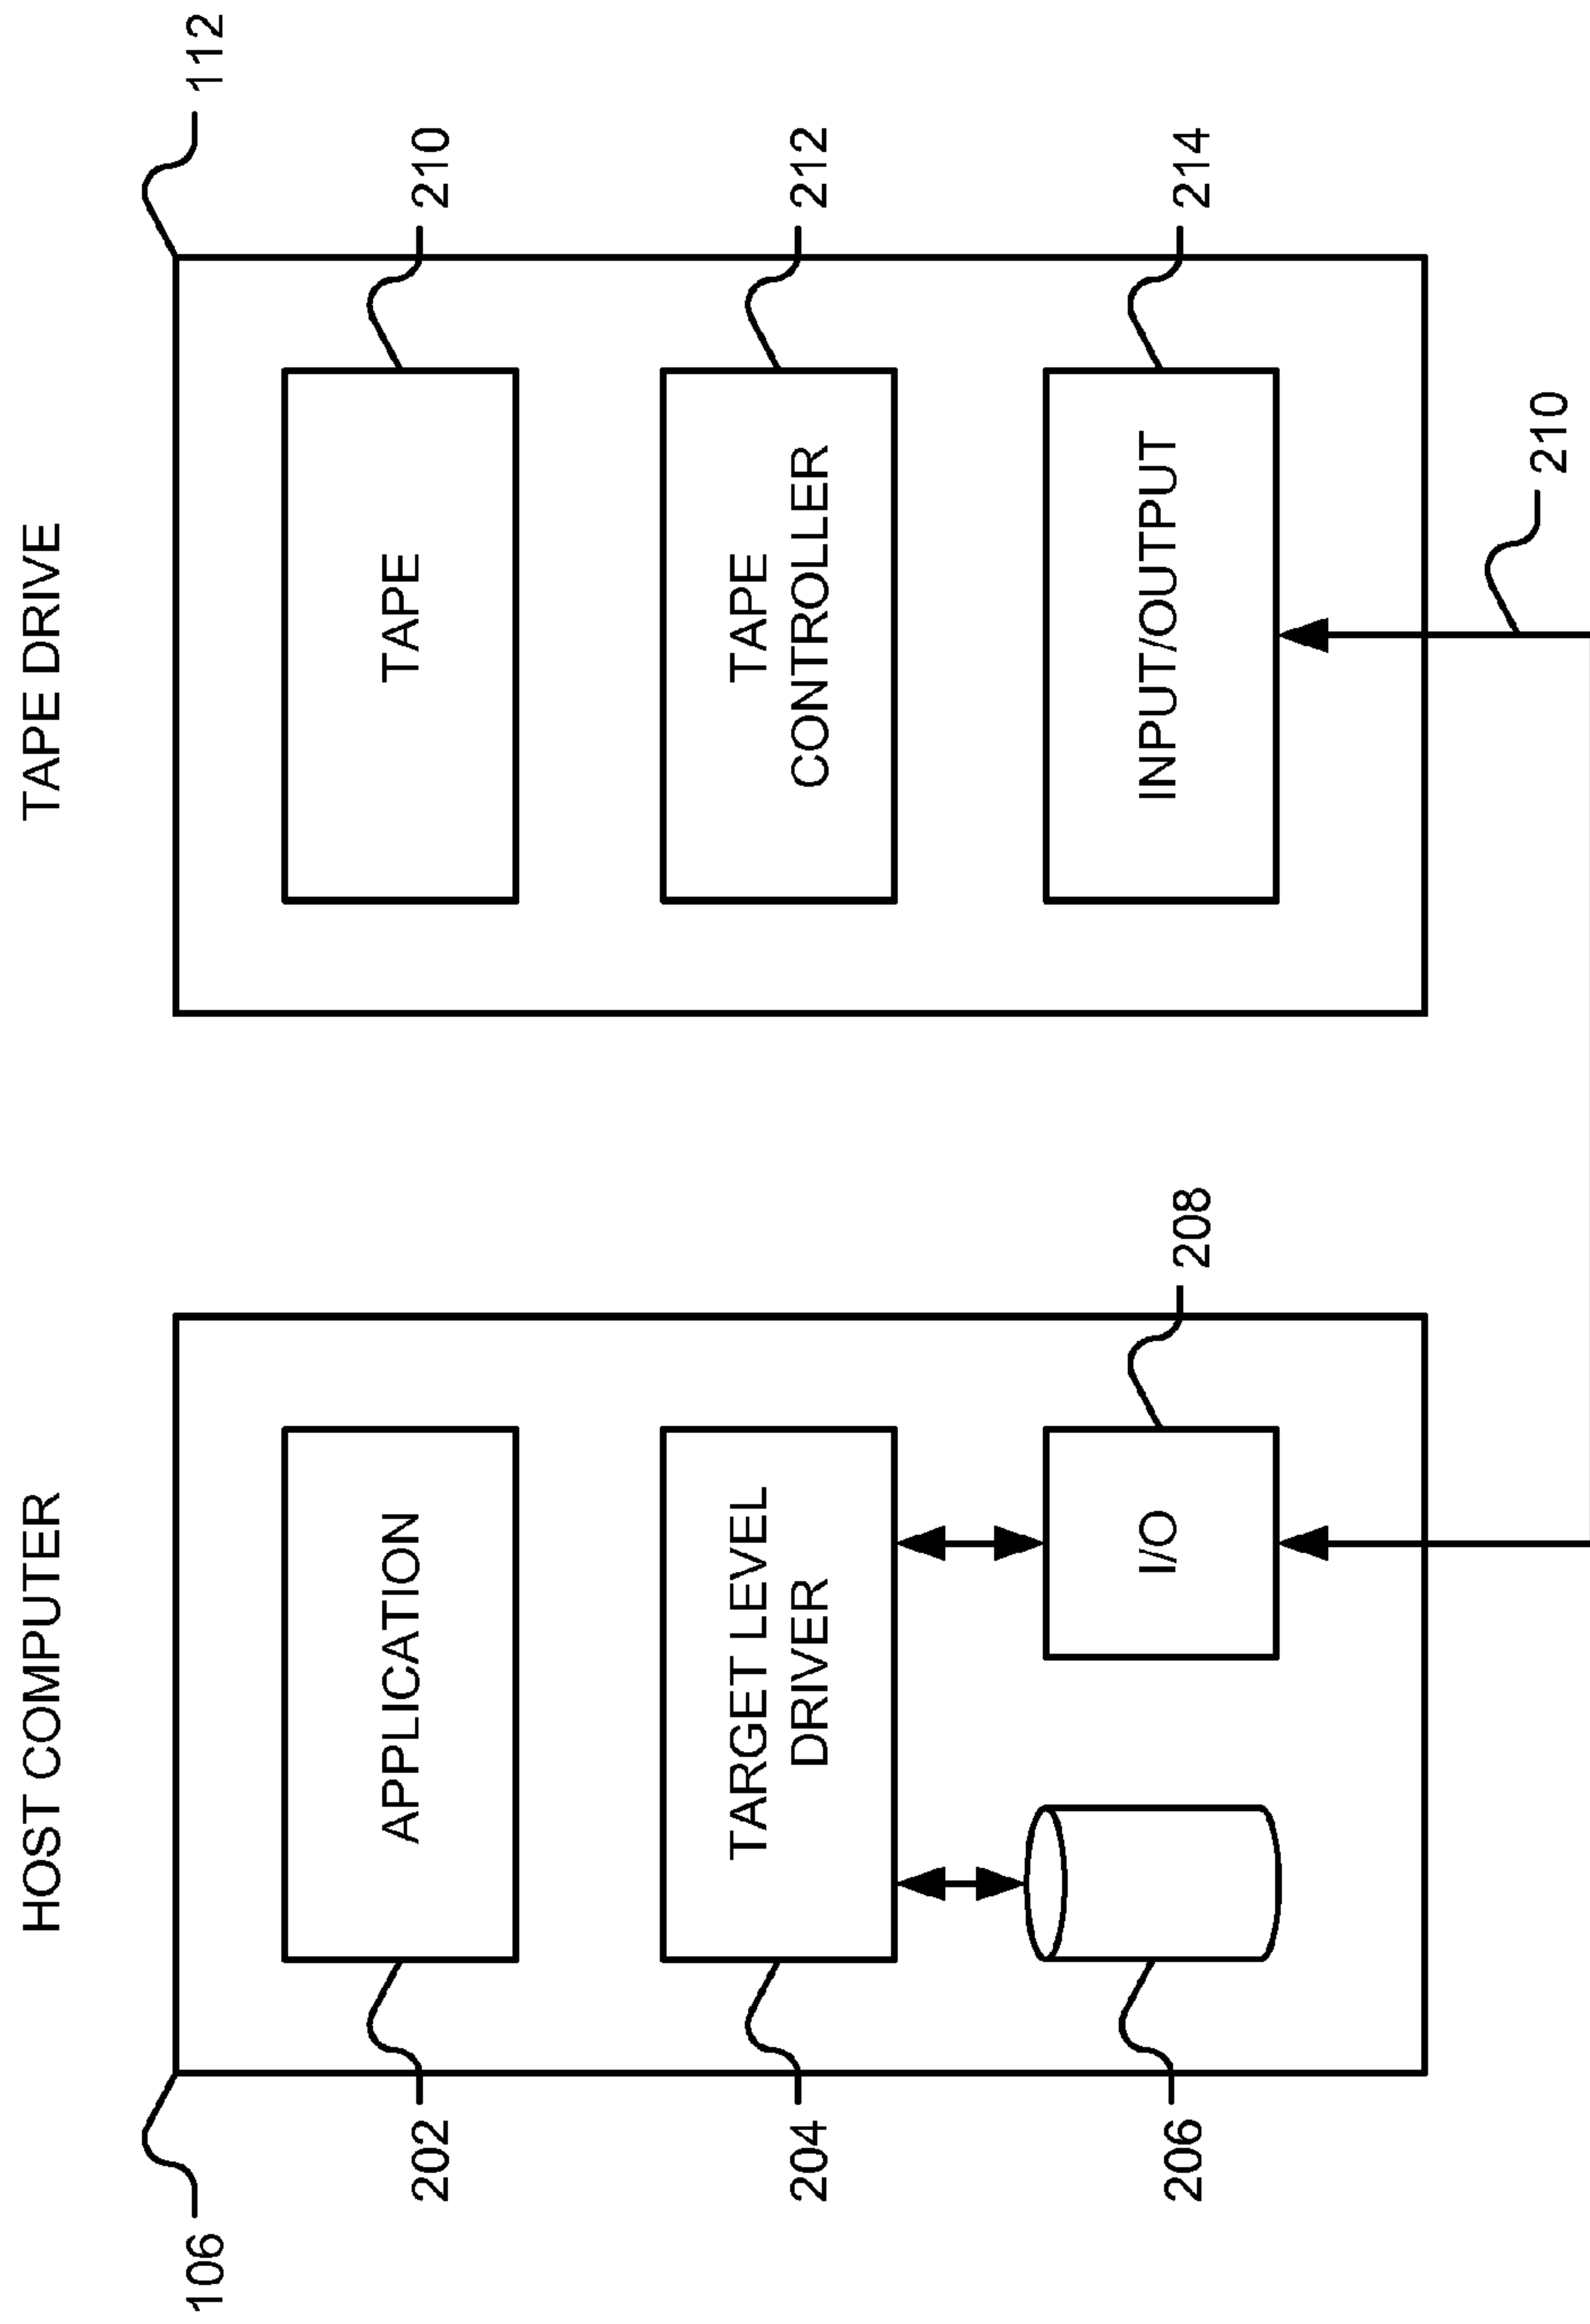 HOST COMPUTER
TAPE DRIVE
106
112
202
APPLICATION
TAPE
210
204
TARGET LEVEL
DRIVER
TAPE
CONTROLLER
212
206
I/O
208
INPUT/OUTPUT
214
210